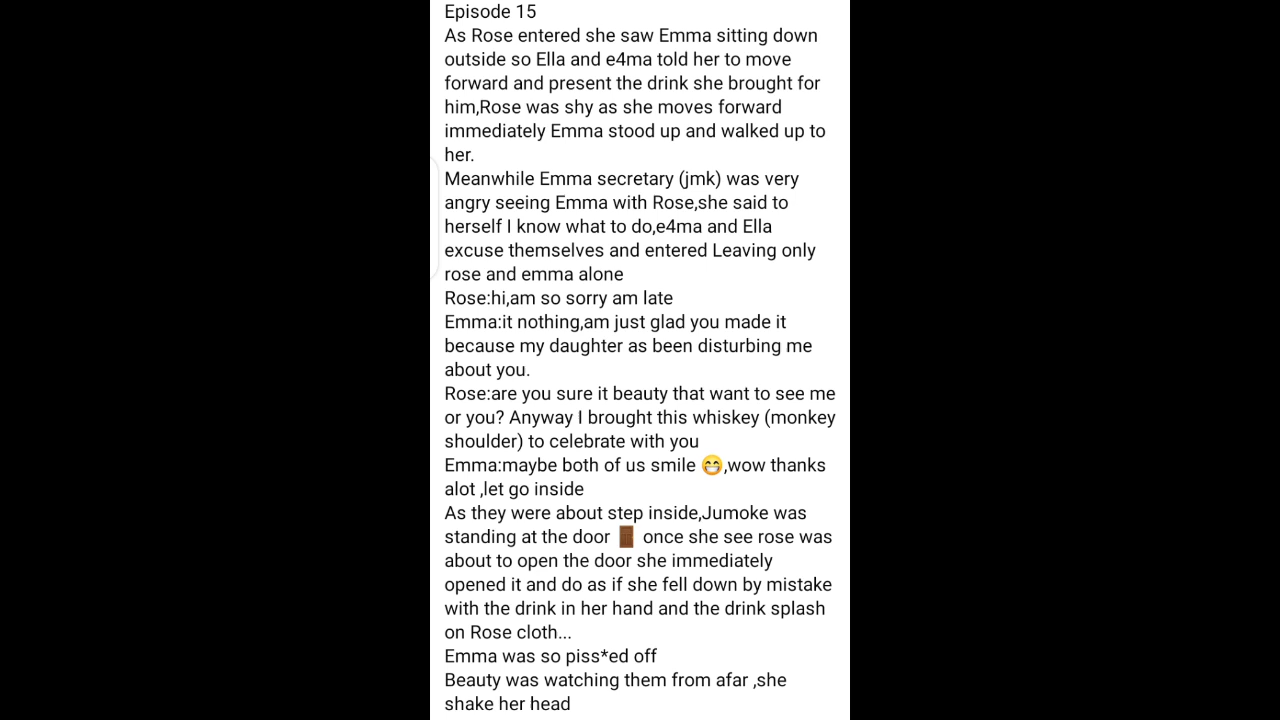 Episode 15
As Rose entered she saw Emma sitting down
outside so Ella and e4ma told her to move
forward and present the drink she brought for
him,Rose was shy as she moves forward
immediately Emma stood up and walked up to
her.
Meanwhile Emma secretary (jmk) was very
angry seeing Emma with Rose,she said to
herself I know what to do,e4ma and Ella
excuse themselves and entered Leaving only
rose and emma alone
Rose:hi,am so sorry am late
Emma:it nothing,am just glad you made it
because my daughter as been disturbing me
about you.
Rose:are you sure it beauty that want to see me
or you? Anyway I brought this whiskey (monkey
shoulder) to celebrate with you
Emma:maybe both of us smile 😁,wow thanks
alot ,let go inside
As they were about step inside,Jumoke was
standing at the door 🚪 once she see rose was
about to open the door she immediately
opened it and do as if she fell down by mistake
with the drink in her hand and the drink splash
on Rose cloth...
Emma was so piss*ed off
Beauty was watching them from afar ,she
shake her head